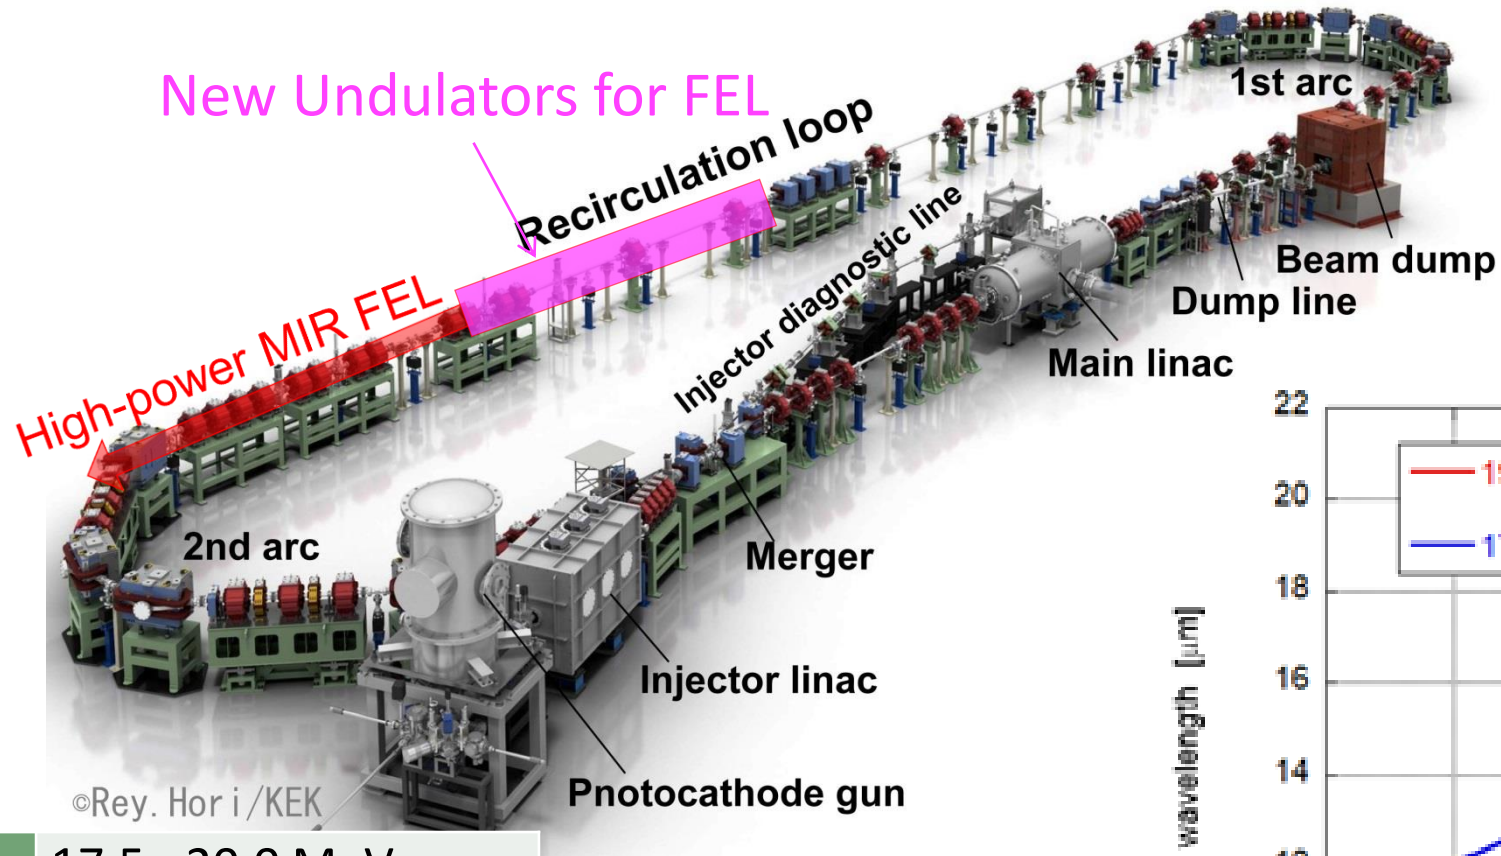 New Undulators for FEL
1st arc
Recirculation loop
Injector diagnostic line
Beam dump
Dump line
Main linac
High-power MIR FEL
2nd arc
Merger
Injector linac
Pnotocathode gun
©Rey.Hori/KEK
22
20
18
16
14
wavelength [μm]